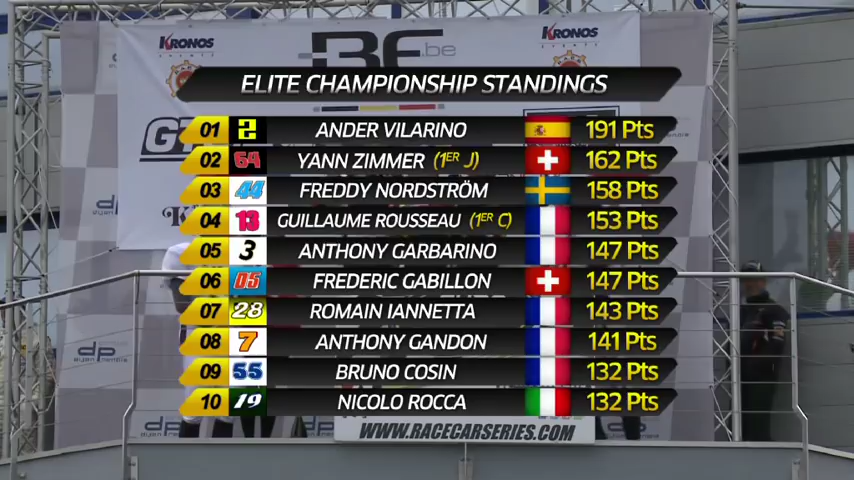 KRONOS
KRONOS
RF.be
ELITE CHAMPIONSHIP STANDINGS
01 2 ANDER VILARINO 191 Pts
02 64 YANN ZIMMER (1ER J) 162 Pts
03 44 FREDDY NORDSTRÖM 158 Pts
04 13 GUILLAUME ROUSSEAU (1ER C) 153 Pts
05 3 ANTHONY GARBARINO 147 Pts
06 05 FREDERIC GABILLON 147 Pts
07 28 ROMAIN IANNETTA 143 Pts
08 7 ANTHONY GANDON 141 Pts
09 55 BRUNO COSIN 132 Pts
10 19 NICOLO ROCCA 132 Pts
WWW.RACECARSERIES.COM